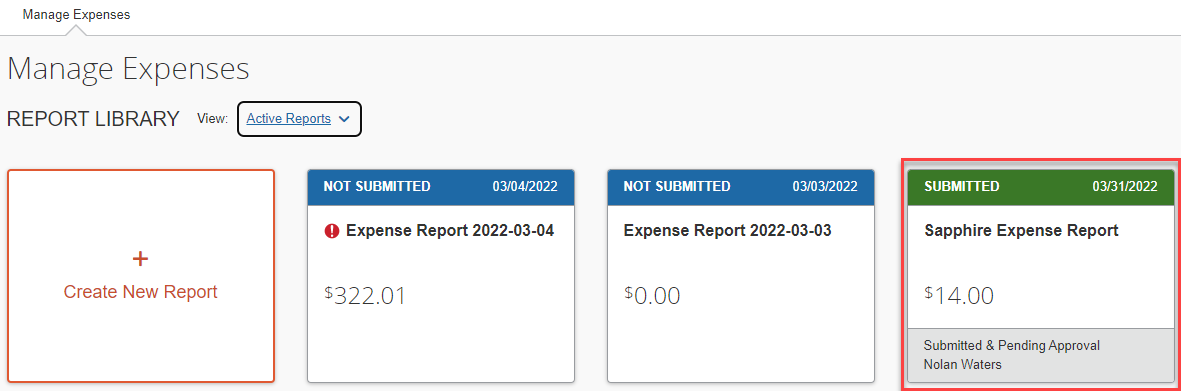 Manage Expenses
Manage Expenses
REPORT LIBRARY View: Active Reports
+
Create New Report
NOT SUBMITTED 03/04/2022
Expense Report 2022-03-04
$322.01
NOT SUBMITTED 03/03/2022
Expense Report 2022-03-03
$0.00
SUBMITTED 03/31/2022
Sapphire Expense Report
$14.00
Submitted & Pending Approval
Nolan Waters